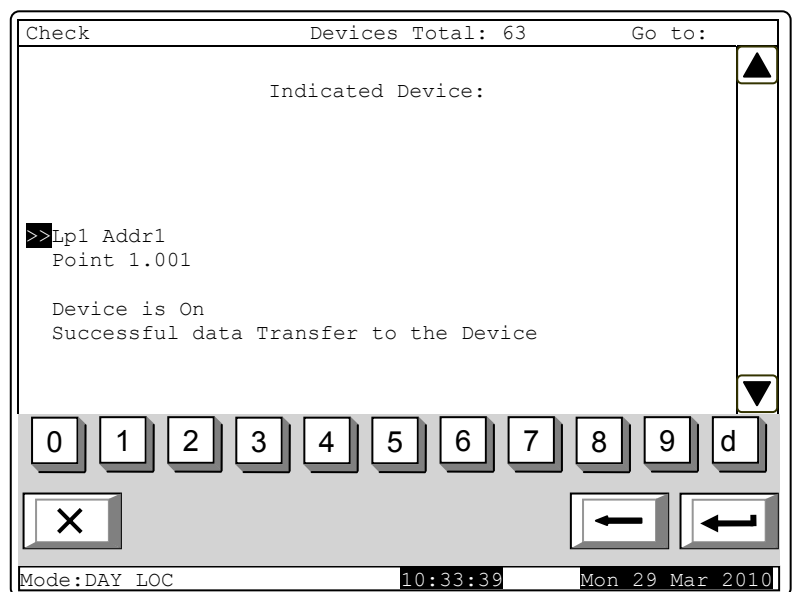 Check Devices Total: 63 Go to:
Indicated Device:
>>Lp1 Addr1
Point 1.001
Device is On
Successful data Transfer to the Device
0 1 2 3 4 5 6 7 8 9 d
Mode:DAY LOC 10:33:39 Mon 29 Mar 2010